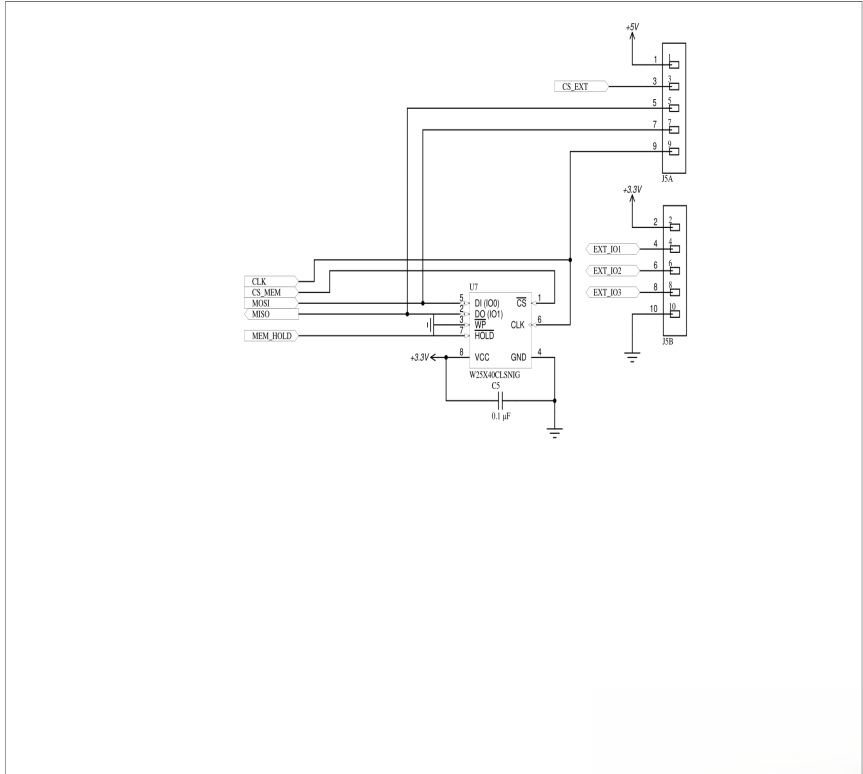 +5V
1 1
CS_EXT 3 3
5 5
7 7
9 9
J5A
+3.3V
2 2
EXT_IO1 4 4
EXT_IO2 6 6
EXT_IO3 8 8
10 10
J5B
CLK
CS_MEM
MOSI
MISO
MEM_HOLD
U7
5 DI (IO0) CS 1
2 DO (IO1)
3 WP CLK 6
7 HOLD
+3.3V 8 VCC GND 4
W25X40CLSNIG
C5
0.1 µF